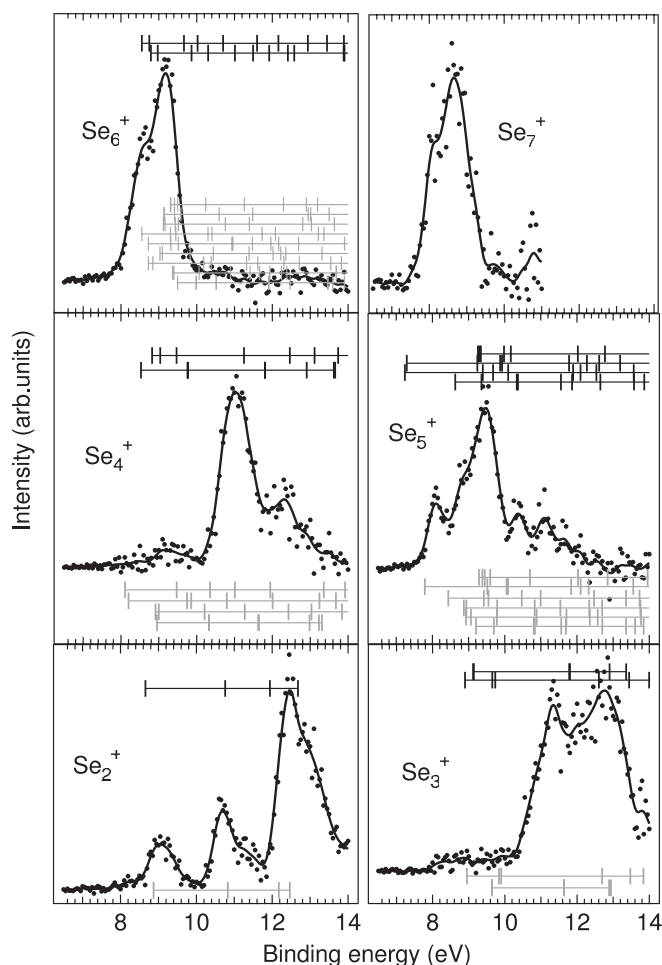 Se6+
Se7+
Se4+
Se5+
Se2+
Se3+
Intensity (arb.units)
8 10 12 14 8 10 12 14
Binding energy (eV)